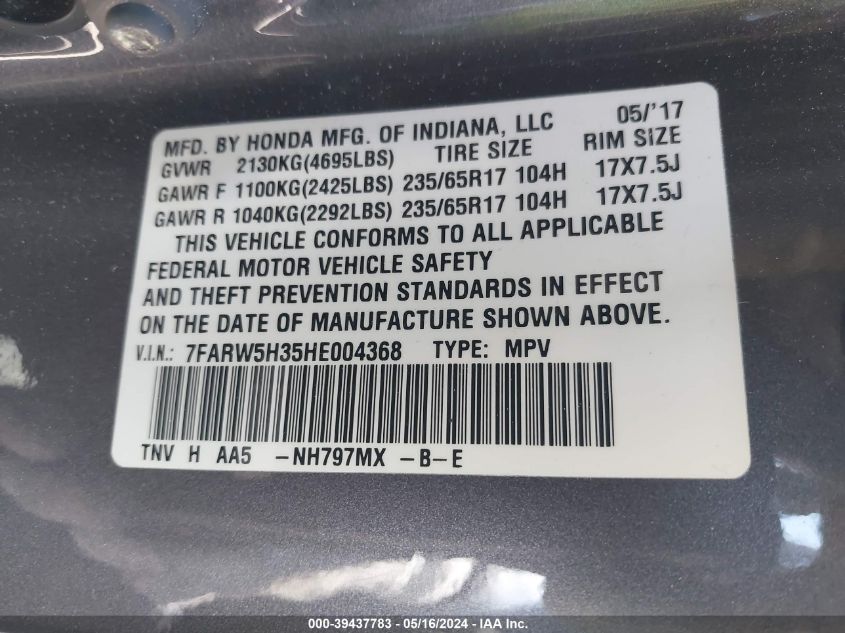 MFD. BY HONDA MFG. OF INDIANA, LLC 05/'17
GVWR 2130KG(4695LBS) TIRE SIZE RIM SIZE
GAWR F 1100KG(2425LBS) 235/65R17 104H 17X7.5J
GAWR R 1040KG(2292LBS) 235/65R17 104H 17X7.5J
THIS VEHICLE CONFORMS TO ALL APPLICABLE
FEDERAL MOTOR VEHICLE SAFETY
AND THEFT PREVENTION STANDARDS IN EFFECT
ON THE DATE OF MANUFACTURE SHOWN ABOVE.
V.I.N.: 7FARW5H35HE004368 TYPE: MPV
TNV H AA5 -NH797MX -B-E
000-39437783 - 05/16/2024 - IAA Inc.